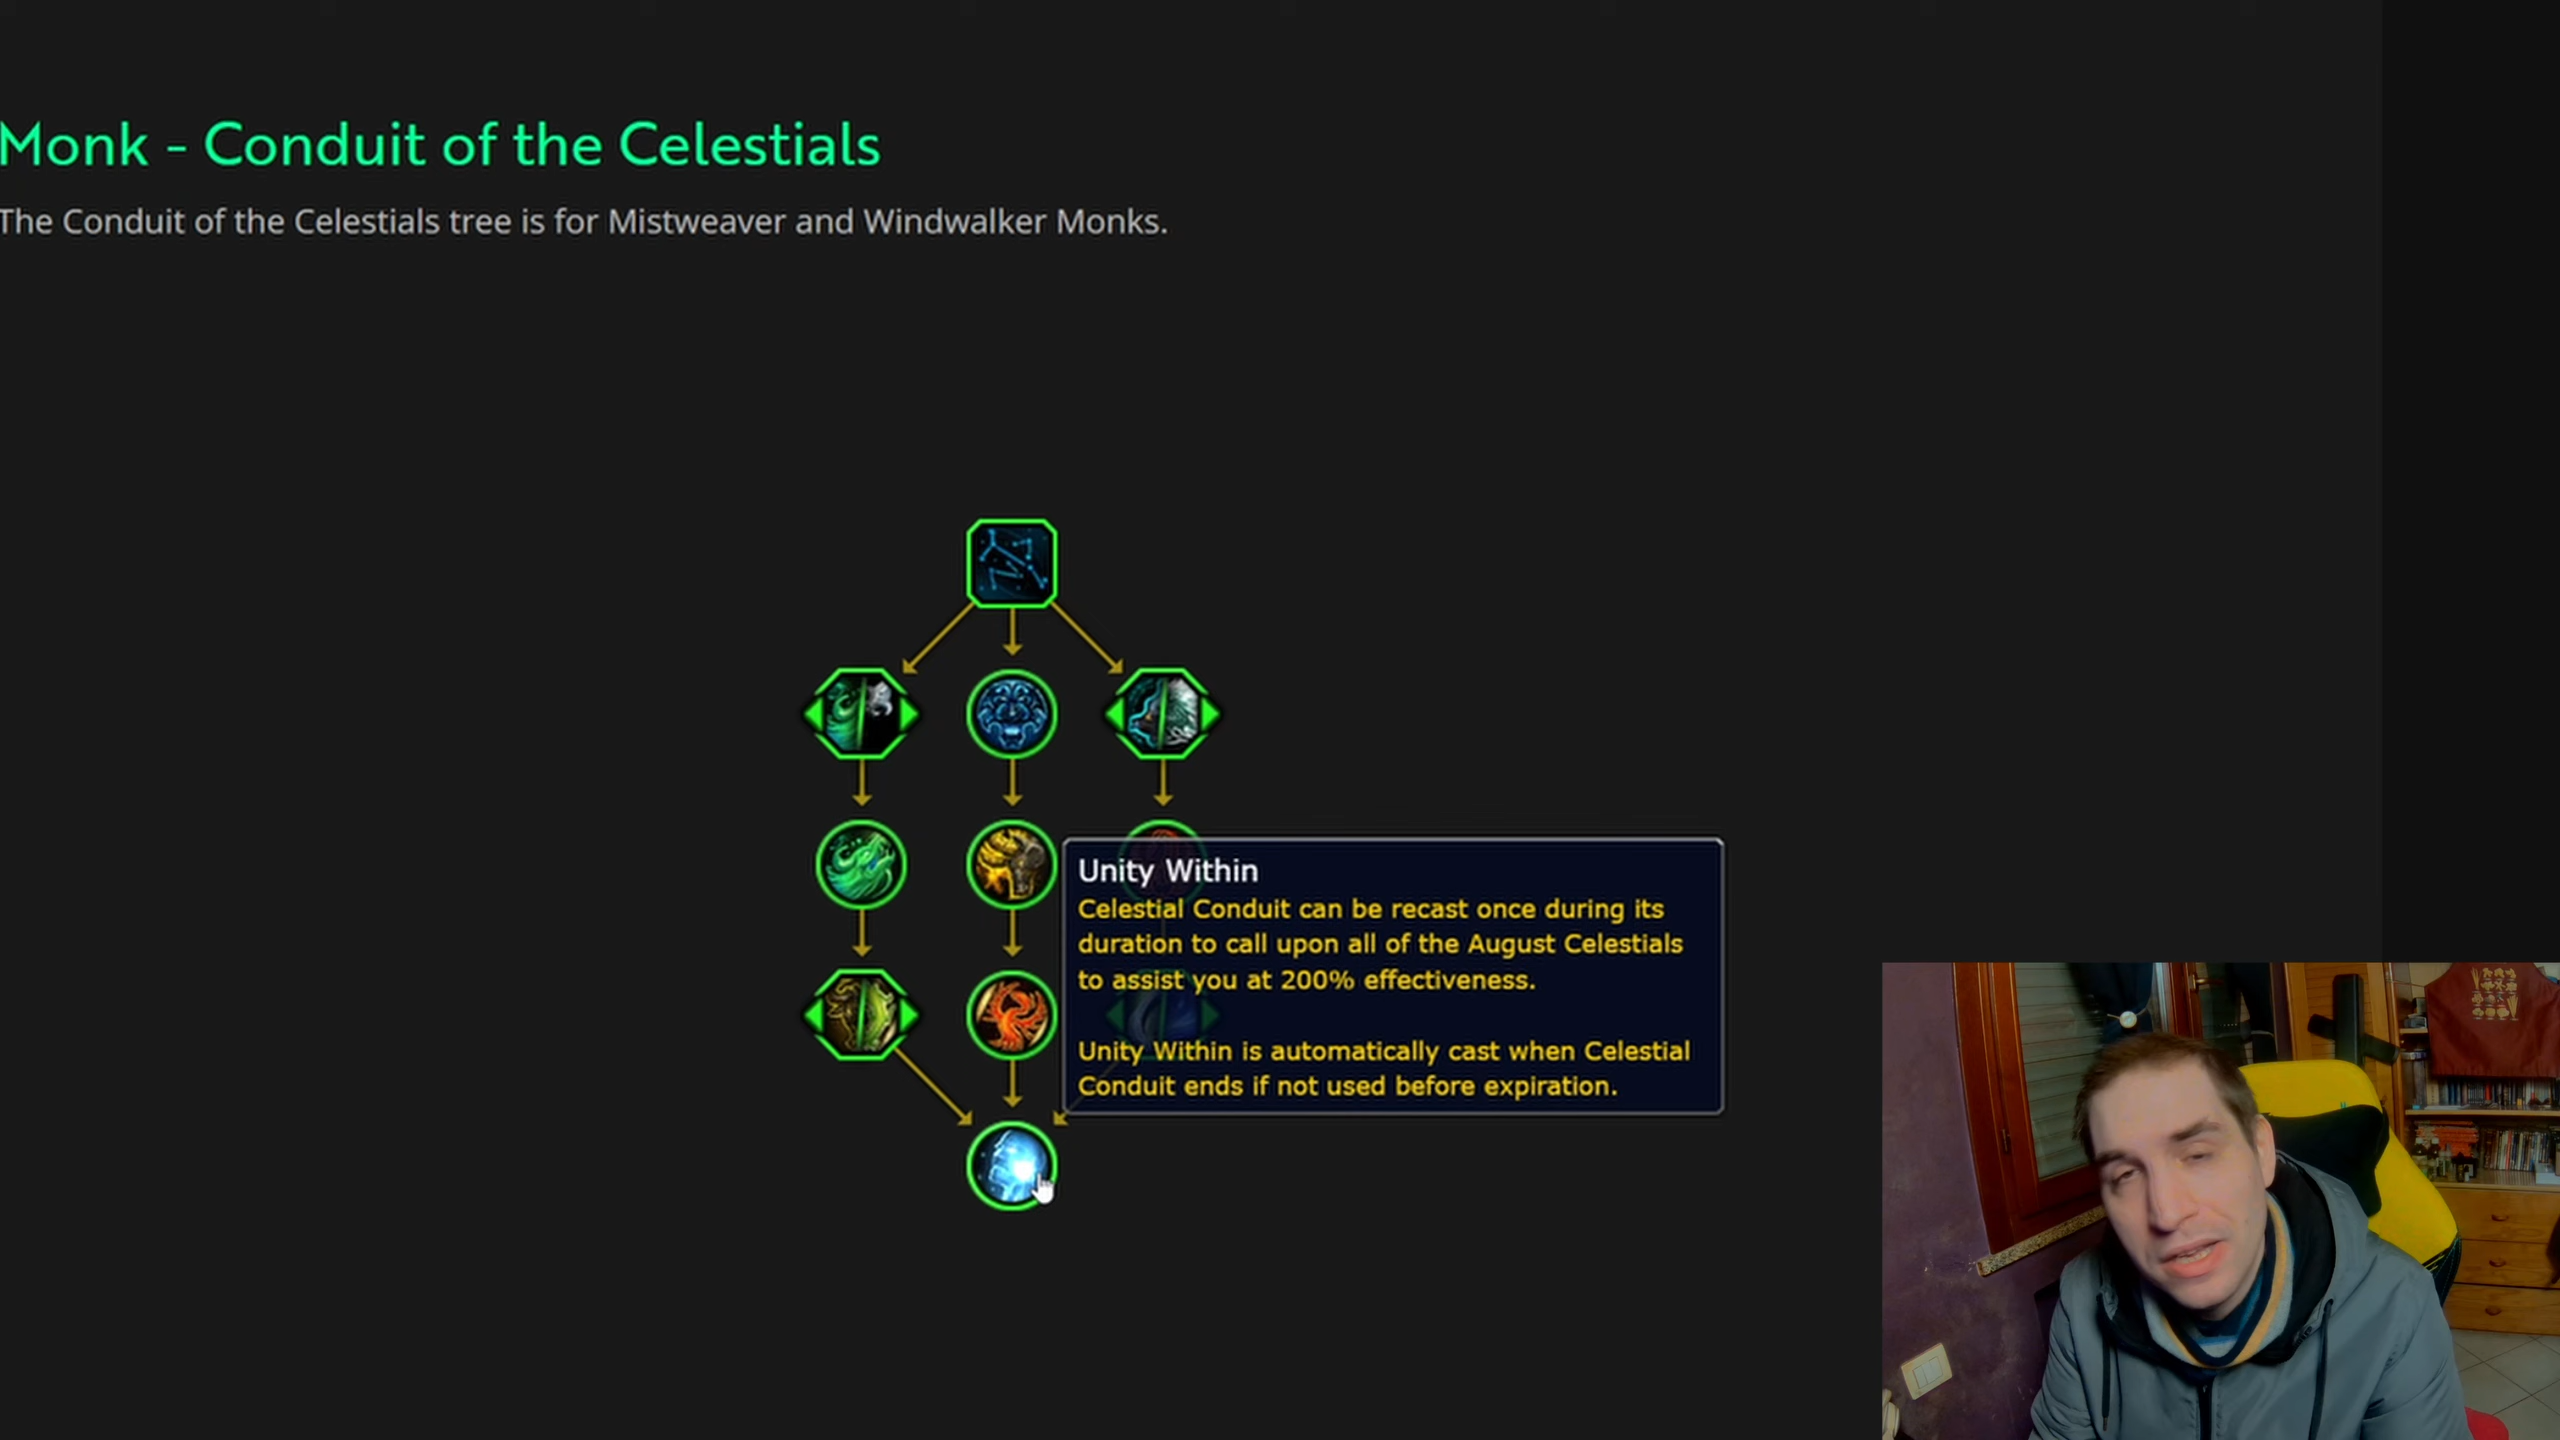 Monk - Conduit of the Celestials
The Conduit of the Celestials tree is for Mistweaver and Windwalker Monks.
Unity Within
Celestial Conduit can be recast once during its
duration to call upon all of the August Celestials
to assist you at 200% effectiveness.
Unity Within is automatically cast when Celestial
Conduit ends if not used before expiration.